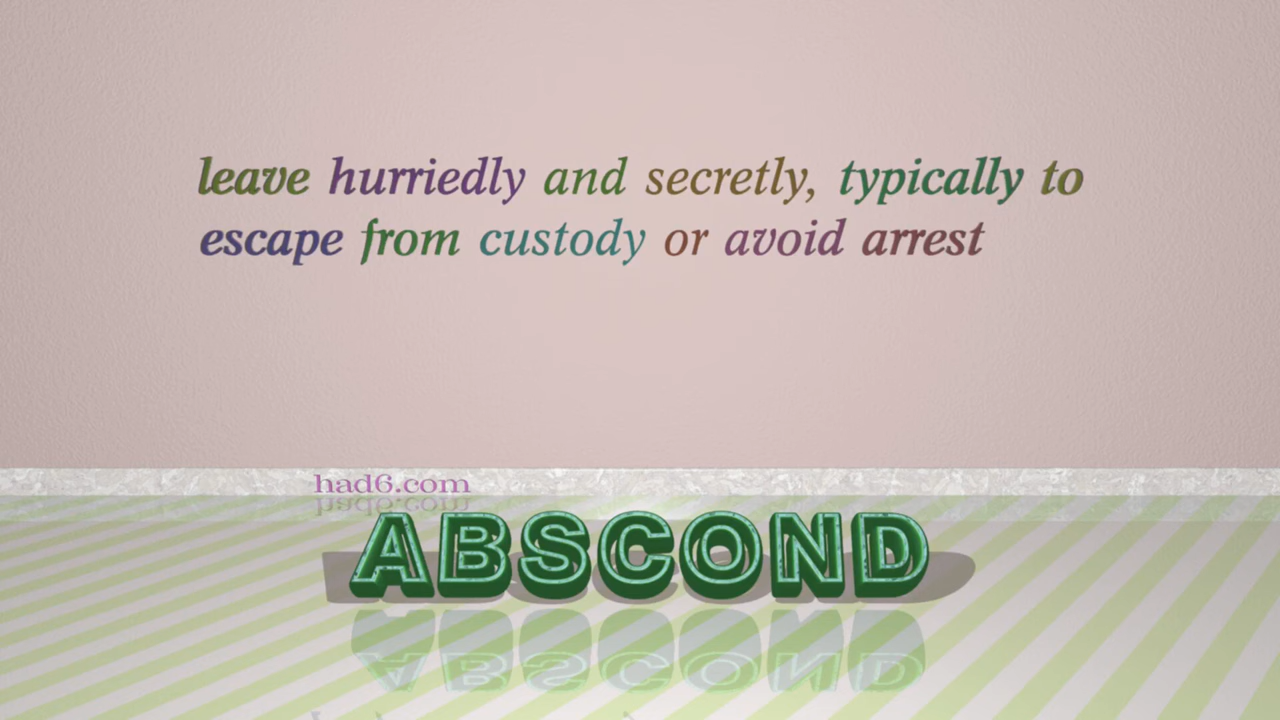 leave hurriedly and secretly, typically to
escape from custody or avoid arrest
had6.com
ABSCOND